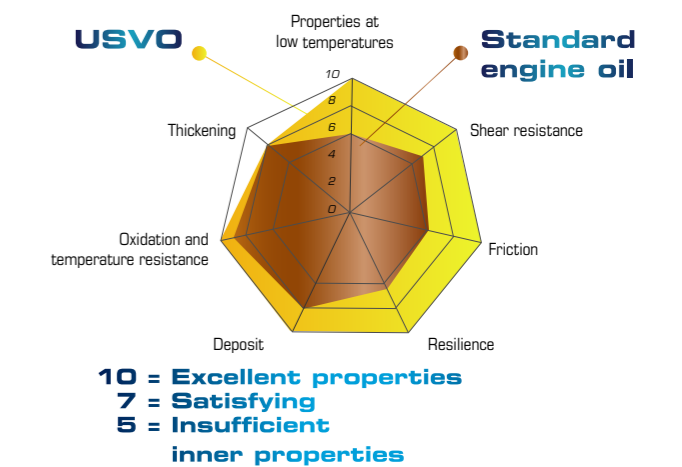 USVO
Properties at
low temperatures
Standard
engine oil
10
8
6
4
2
0
Thickening
Shear resistance
Oxidation and
temperature resistance
Friction
Deposit
Resilience
10 = Excellent properties
7 = Satisfying
5 = Insufficient
inner properties